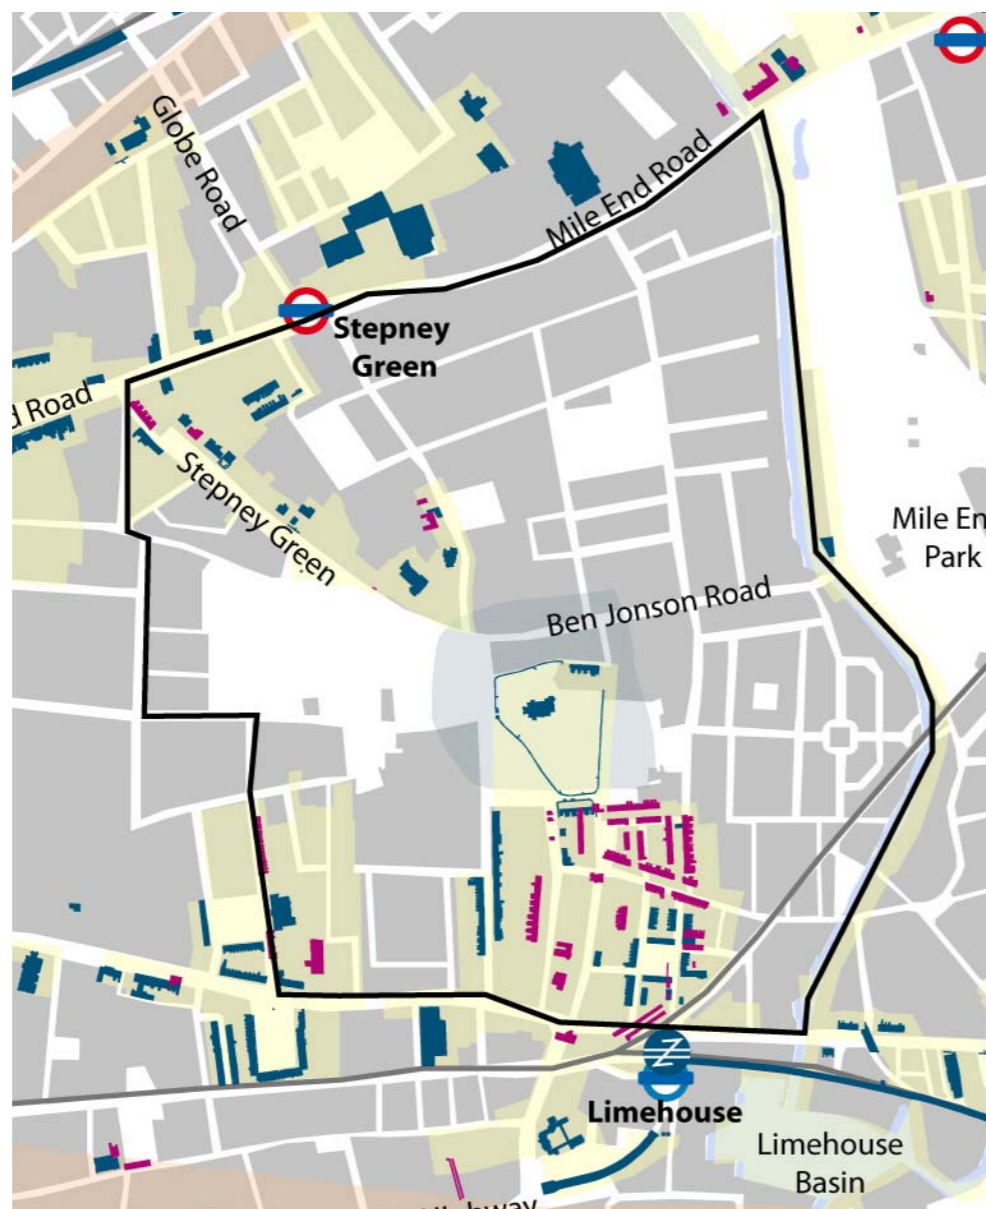 Globe Road
Mile End Road
Stepney
Green
d Road
Stepney Green
Mile En
Park
Ben Jonson Road
Limehouse
Limehouse
Basin